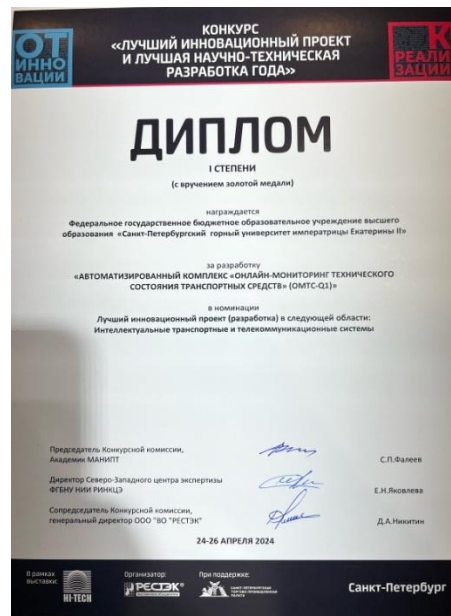 ОТ
ИННО
ВАЦИИ
КОНКУРС
«ЛУЧШИЙ ИННОВАЦИОННЫЙ ПРОЕКТ
И ЛУЧШАЯ НАУЧНО-ТЕХНИЧЕСКАЯ
РАЗРАБОТКА ГОДА»
К
РЕАЛИ
ЗАЦИИ
ДИПЛОМ
I СТЕПЕНИ
(с вручением золотой медали)
награждается
Федеральное государственное бюджетное образовательное учреждение высшего
образования «Санкт-Петербургский горный университет императрицы Екатерины II»
за разработку
«АВТОМАТИЗИРОВАННЫЙ КОМПЛЕКС «ОНЛАЙН-МОНИТОРИНГ ТЕХНИЧЕСКОГО
СОСТОЯНИЯ ТРАНСПОРТНЫХ СРЕДСТВ» (ОМТС-Q1)»
в номинации
Лучший инновационный проект (разработка) в следующей области:
Интеллектуальные транспортные и телекоммуникационные системы
Председатель Конкурсной комиссии,
Академик МАНИПТ
С.П.Фалеев
Директор Северо-Западного центра экспертизы
ФГБНУ НИИ РИНКЦЭ
Е.Н.Яковлева
Сопредседатель Конкурсной комиссии,
генеральный директор ООО "ВО "РЕСТЭК"
Д.А.Никитин
24-26 АПРЕЛЯ 2024
В рамках
выставки:
HI-TECH
Организатор:
РЕСТЭК®
При поддержке:
САНКТ-ПЕТЕРБУРГСКАЯ
ТОРГОВО-ПРОМЫШЛЕННАЯ
ПАЛАТА
Санкт-Петербург